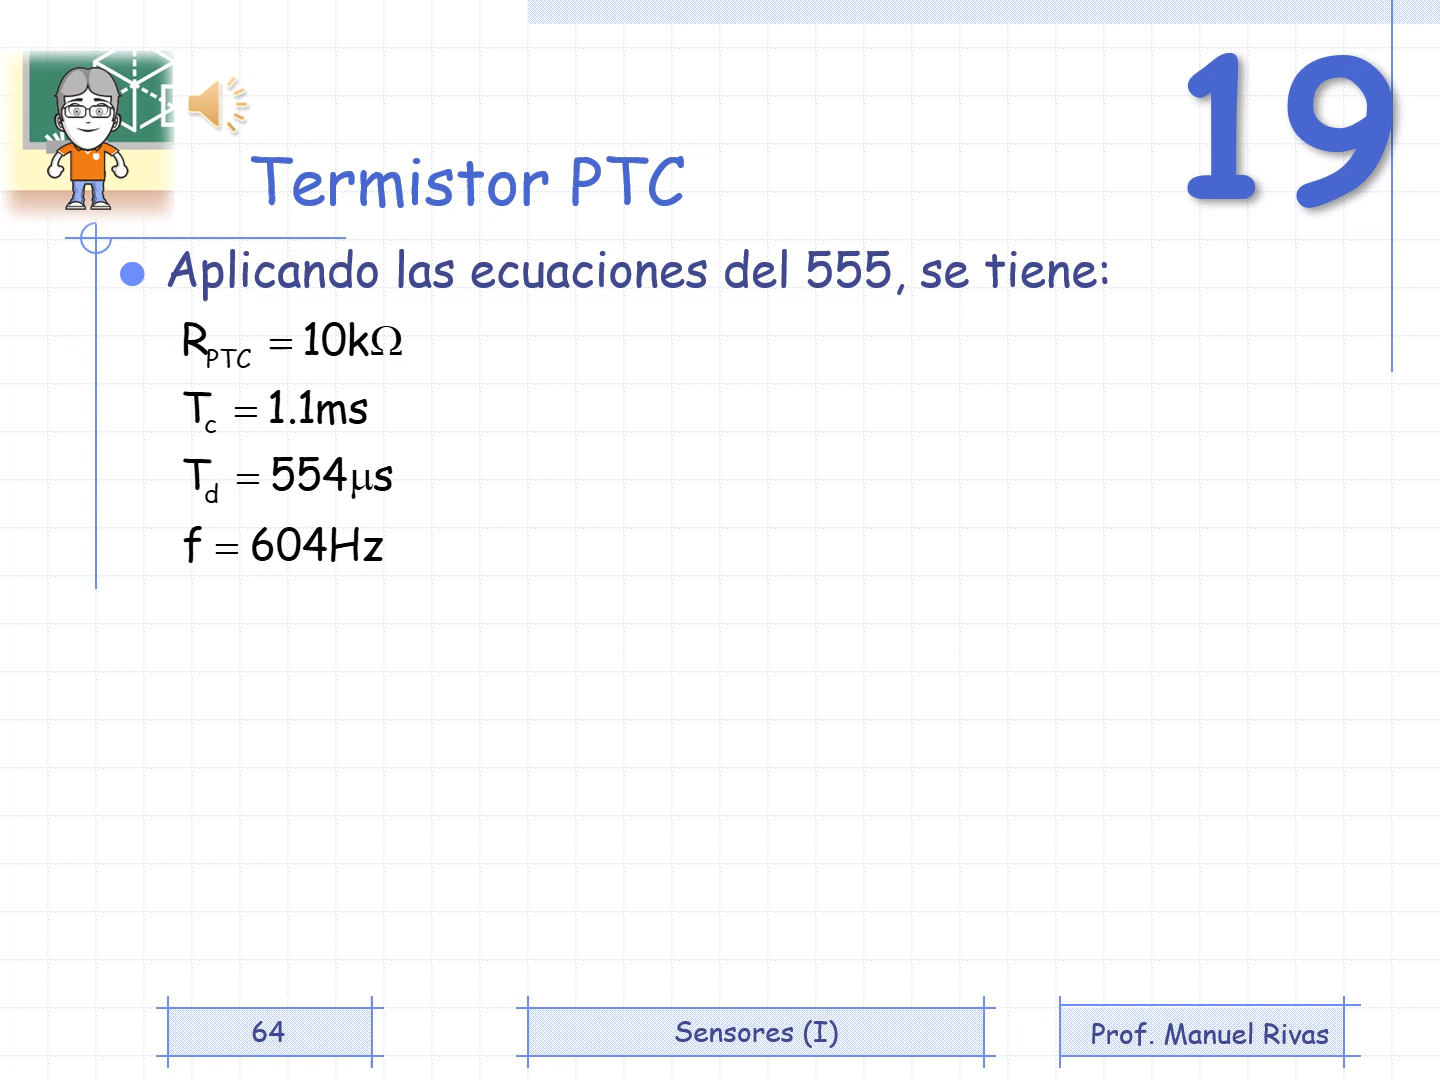 19
Termistor PTC
Aplicando las ecuaciones del 555, se tiene:
R_PTC = 10kΩ
T_c = 1.1ms
T_d = 554μs
f = 604Hz
64
Sensores (I)
Prof. Manuel Rivas